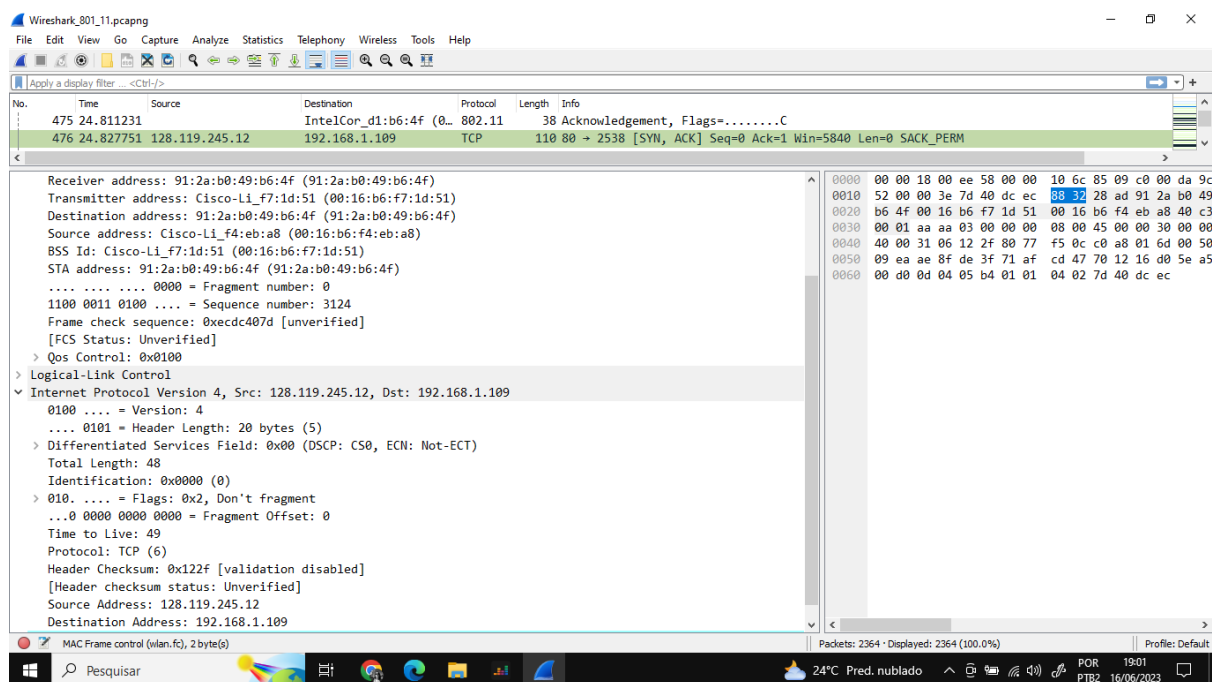 Wireshark_801_11.pcapng
File Edit View Go Capture Analyze Statistics Telephony Wireless Tools Help
Apply a display filter ... <Ctrl-/>
No. Time Source Destination Protocol Length Info
475 24.811231 IntelCor_d1:b6:4f (0… 802.11 38 Acknowledgement, Flags=........C
476 24.827751 128.119.245.12 192.168.1.109 TCP 110 80 → 2538 [SYN, ACK] Seq=0 Ack=1 Win=5840 Len=0 SACK_PERM
Receiver address: 91:2a:b0:49:b6:4f (91:2a:b0:49:b6:4f)
Transmitter address: Cisco-Li_f7:1d:51 (00:16:b6:f7:1d:51)
Destination address: 91:2a:b0:49:b6:4f (91:2a:b0:49:b6:4f)
Source address: Cisco-Li_f4:eb:a8 (00:16:b6:f4:eb:a8)
BSS Id: Cisco-Li_f7:1d:51 (00:16:b6:f7:1d:51)
STA address: 91:2a:b0:49:b6:4f (91:2a:b0:49:b6:4f)
.... .... .... 0000 = Fragment number: 0
1100 0011 0100 .... = Sequence number: 3124
Frame check sequence: 0xecdc407d [unverified]
[FCS Status: Unverified]
> Qos Control: 0x0100
> Logical-Link Control
Internet Protocol Version 4, Src: 128.119.245.12, Dst: 192.168.1.109
0100 .... = Version: 4
.... 0101 = Header Length: 20 bytes (5)
> Differentiated Services Field: 0x00 (DSCP: CS0, ECN: Not-ECT)
Total Length: 48
Identification: 0x0000 (0)
> 010. .... = Flags: 0x2, Don't fragment
...0 0000 0000 0000 = Fragment Offset: 0
Time to Live: 49
Protocol: TCP (6)
Header Checksum: 0x122f [validation disabled]
[Header checksum status: Unverified]
Source Address: 128.119.245.12
Destination Address: 192.168.1.109
0000 00 00 18 00 ee 58 00 00 10 6c 85 09 c0 00 da 9c
0010 52 00 00 3e 7d 40 dc ec 88 32 28 ad 91 2a b0 49
0020 b6 4f 00 16 b6 f7 1d 51 00 16 b6 f4 eb a8 40 c3
0030 00 01 aa aa 03 00 00 00 08 00 45 00 00 30 00 00
0040 40 00 31 06 12 2f 80 77 f5 0c c0 a8 01 6d 00 50
0050 09 ea ae 8f de 3f 71 af cd 47 70 12 16 d0 5e a5
0060 00 d0 0d 04 05 b4 01 01 04 02 7d 40 dc ec
MAC Frame control (wlan.fc), 2 byte(s)
Packets: 2364 · Displayed: 2364 (100.0%)
Profile: Default
Pesquisar
24°C Pred. nublado
POR
PTB2
19:01
16/06/2023